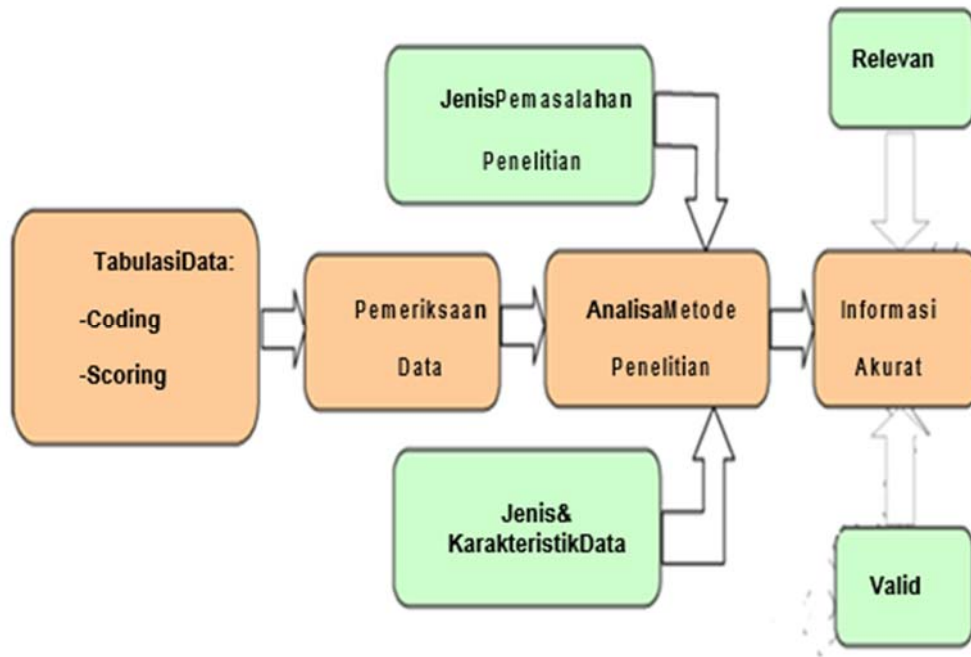 Relevan
JenisPemasalahan
Penelitian
TabulasiData:
-Coding
-Scoring
Pemeriksaan
Data
AnalisaMetode
Penelitian
Informasi
Akurat
Jenis&
KarakteristikData
Valid